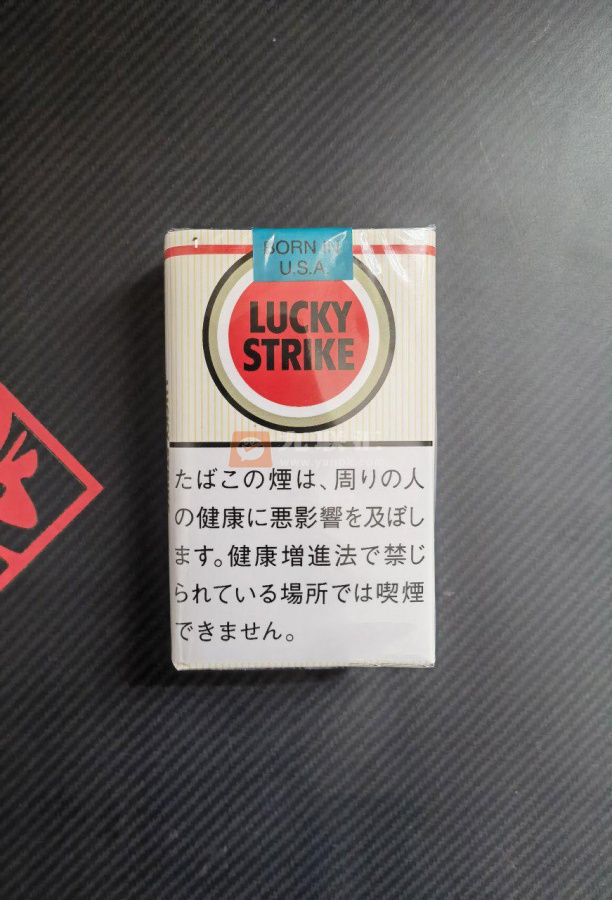 BORN IN
U.S.A.
LUCKY
STRIKE
たばこの煙は、周りの人
の健康に悪影響を及ぼし
ます。健康増進法で禁じ
られている場所では喫煙
できません。